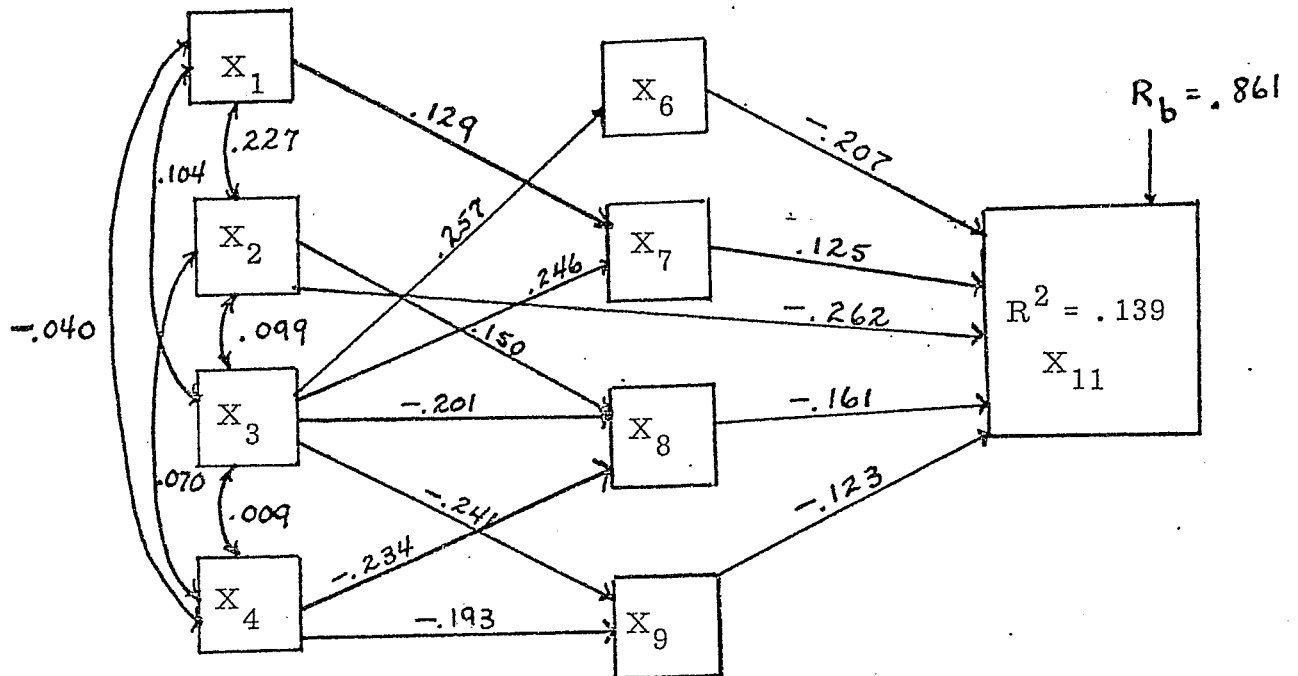 X1
X6
Rb = .861
.129
-.207
.227
.104
X2
.257
X7
.125
R2 = .139
.246
-.262
-.040
.099
.150
X11
X3
-.201
X8
-.161
.070
.009
-.241
-.123
-.234
X4
-.193
X9